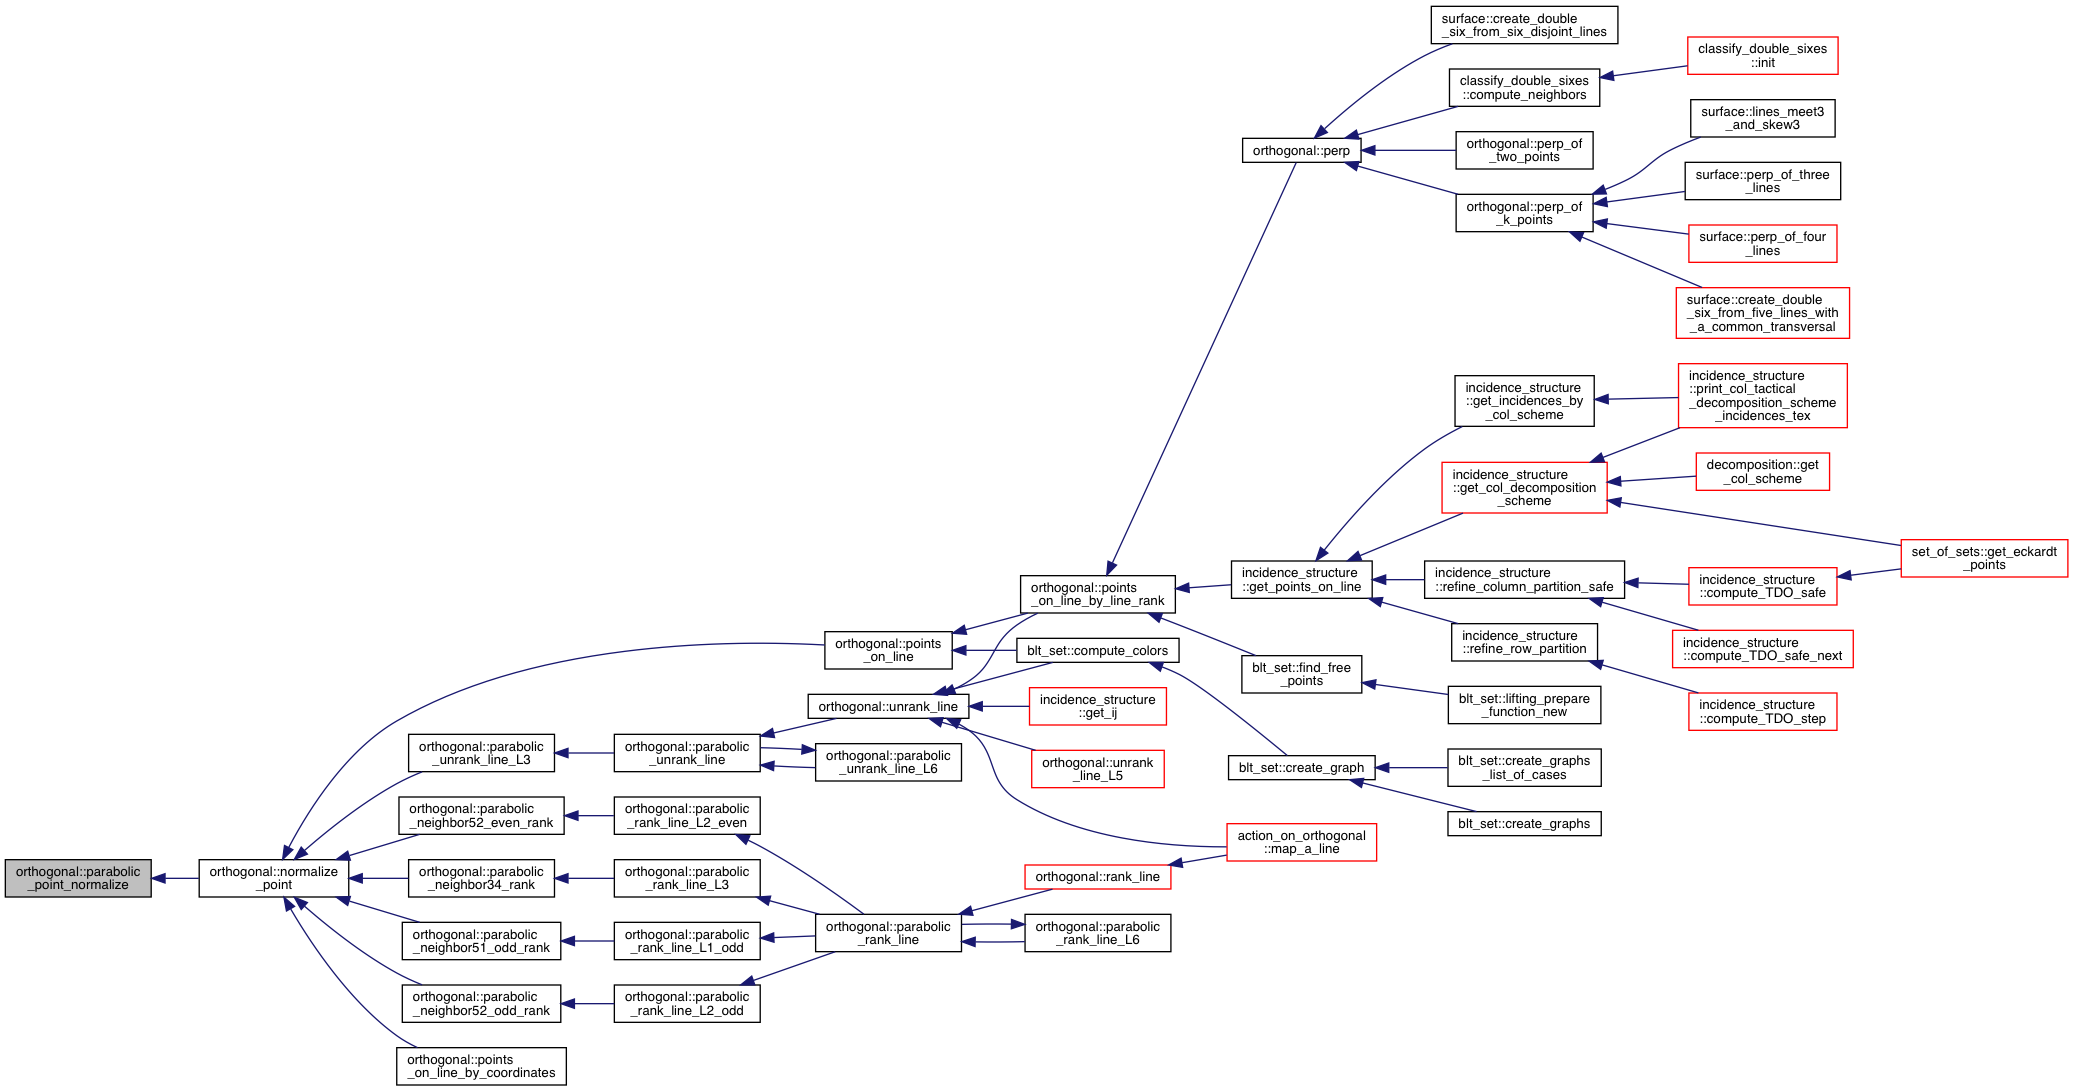 orthogonal::parabolic
_point_normalize
orthogonal::normalize
_point
orthogonal::points
_on_line
orthogonal::parabolic
_unrank_line_L3
orthogonal::parabolic
_neighbor52_even_rank
orthogonal::parabolic
_neighbor34_rank
orthogonal::parabolic
_neighbor51_odd_rank
orthogonal::parabolic
_neighbor52_odd_rank
orthogonal::points
_on_line_by_coordinates
orthogonal::parabolic
_unrank_line
orthogonal::parabolic
_rank_line_L2_even
orthogonal::parabolic
_rank_line_L3
orthogonal::parabolic
_rank_line_L1_odd
orthogonal::parabolic
_rank_line_L2_odd
orthogonal::unrank_line
orthogonal::parabolic
_unrank_line_L6
orthogonal::parabolic
_rank_line
orthogonal::points
_on_line_by_line_rank
blt_set::compute_colors
incidence_structure
::get_ij
orthogonal::unrank
_line_L5
orthogonal::rank_line
orthogonal::parabolic
_rank_line_L6
orthogonal::perp
incidence_structure
::get_points_on_line
blt_set::find_free
_points
blt_set::create_graph
action_on_orthogonal
::map_a_line
surface::create_double
_six_from_six_disjoint_lines
classify_double_sixes
::compute_neighbors
orthogonal::perp_of
_two_points
orthogonal::perp_of
_k_points
incidence_structure
::get_incidences_by
_col_scheme
incidence_structure
::get_col_decomposition
_scheme
incidence_structure
::refine_column_partition_safe
incidence_structure
::refine_row_partition
blt_set::lifting_prepare
_function_new
blt_set::create_graphs
_list_of_cases
blt_set::create_graphs
classify_double_sixes
::init
surface::lines_meet3
_and_skew3
surface::perp_of_three
_lines
surface::perp_of_four
_lines
surface::create_double
_six_from_five_lines_with
_a_common_transversal
incidence_structure
::print_col_tactical
_decomposition_scheme
_incidences_tex
decomposition::get
_col_scheme
incidence_structure
::compute_TDO_safe
incidence_structure
::compute_TDO_safe_next
incidence_structure
::compute_TDO_step
set_of_sets::get_eckardt
_points